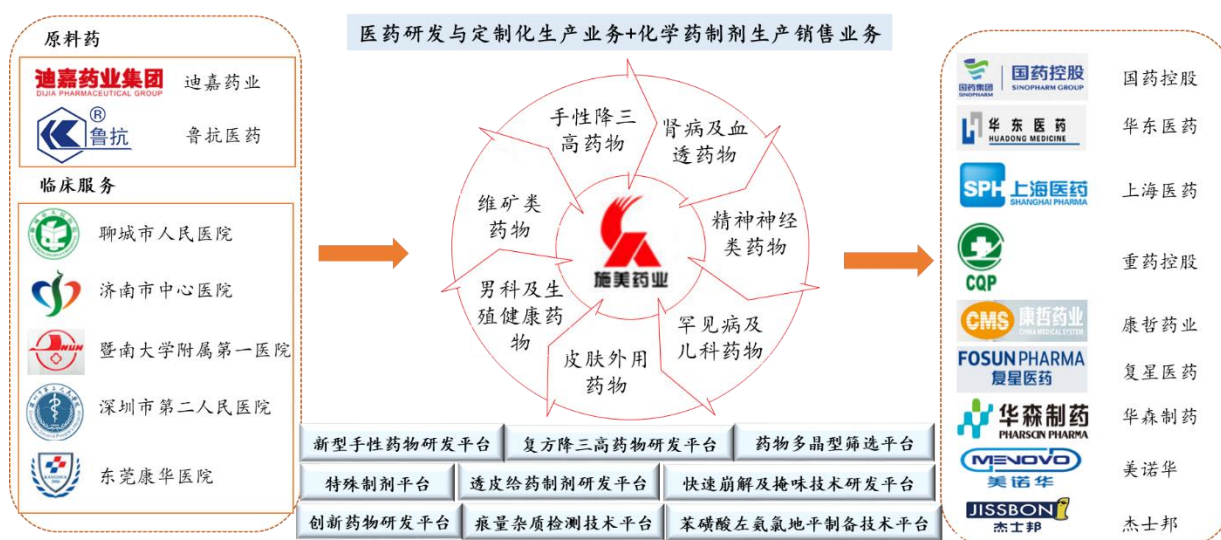 原料药
迪嘉药业集团
DIJIA PHARMACEUTICAL GROUP
迪嘉药业
®
鲁抗
鲁抗医药
临床服务
聊城市人民医院
济南市中心医院
暨南大学附属第一医院
深圳市第二人民医院
东莞康华医院
医药研发与定制化生产业务+化学药制剂生产销售业务
手性降三
高药物
肾病及血
透药物
精神神经
类药物
罕见病及
儿科药物
皮肤外用
药物
男科及生
殖健康药
物
维矿类
药物
施美药业
新型手性药物研发平台
复方降三高药物研发平台
药物多晶型筛选平台
特殊制剂平台
透皮给药制剂研发平台
快速崩解及掩味技术研发平台
创新药物研发平台
痕量杂质检测技术平台
苯磺酸左氨氯地平制备技术平台
国药集团
SINOPHARM
国药控股
SINOPHARM GROUP
国药控股
华东医药
HUADONG MEDICINE
华东医药
SPH
上海医药
SHANGHAI PHARMA
上海医药
CQP
重药控股
CMS
康哲药业
CHINA MEDICAL SYSTEM
康哲药业
FOSUN PHARMA
复星医药
复星医药
华森制药
PHARSCIN PHARMA
华森制药
MENOVO
美诺华
美诺华
JISSBON
杰士邦
杰士邦